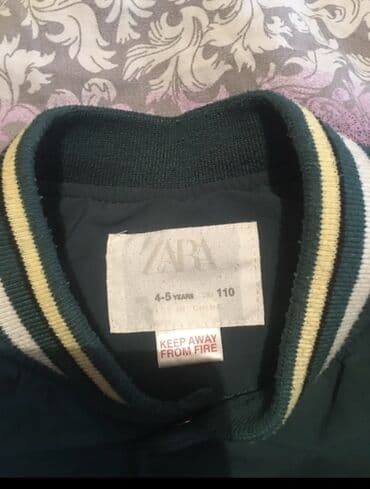 ZARA
4-5 YEARS 110
KEEP AWAY
FROM FIRE